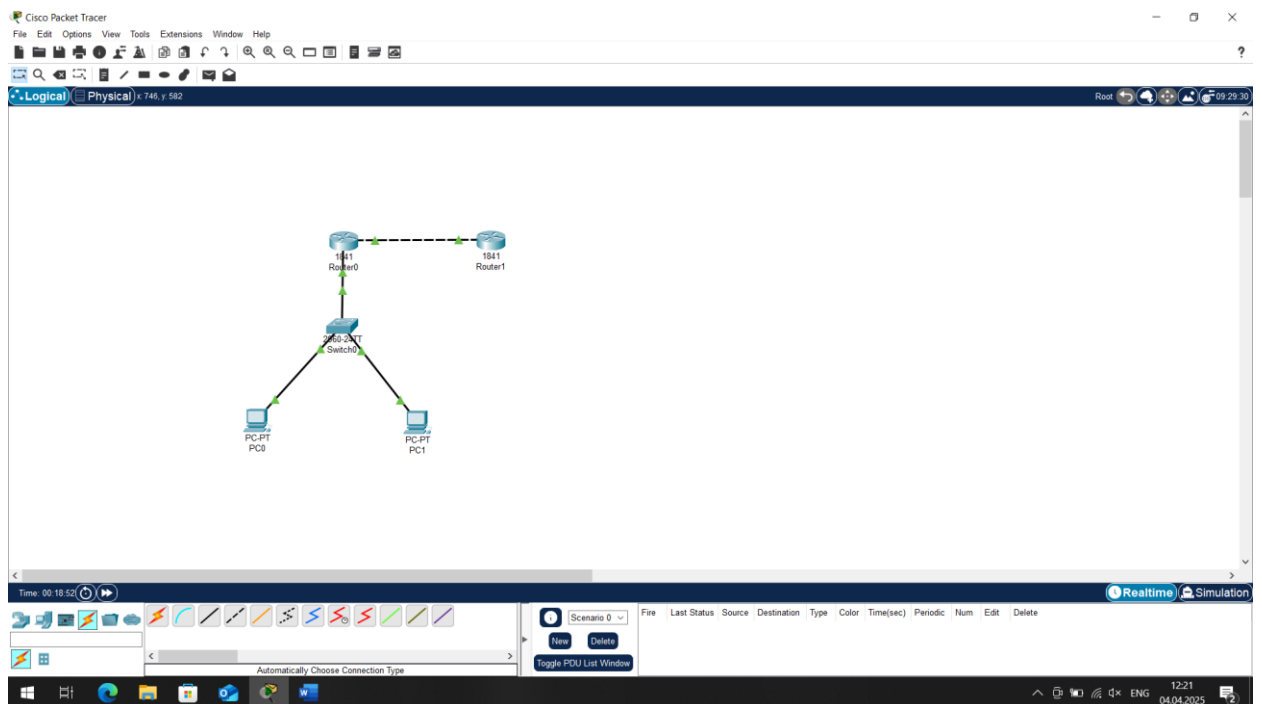 Cisco Packet Tracer
File Edit Options View Tools Extensions Window Help
?
Logical Physical x: 746, y: 582 Root 09:29:30
1841
Router0
1841
Router1
2960-24TT
Switch0
PC-PT
PC0
PC-PT
PC1
Time: 00:18:52 Realtime Simulation
Scenario 0 Fire Last Status Source Destination Type Color Time(sec) Periodic Num Edit Delete
New Delete
Toggle PDU List Window
Automatically Choose Connection Type
ENG 12:21
04.04.2025
2